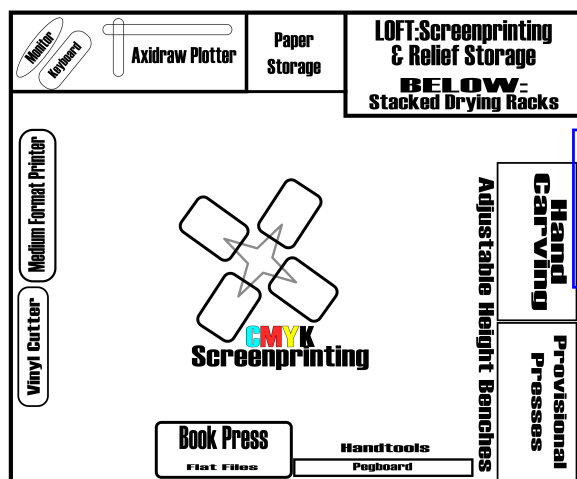 Monitor
Keyboard
Axidraw Plotter
Paper
Storage
LOFT:Screenprinting
& Relief Storage
BELOW:
Stacked Drying Racks
Medium Format Printer
Vinyl Cutter
CMYK
Screenprinting
Adjustable Height Benches
Hand
Carving
Provisional
Presses
Book Press
Flat Files
Handtools
Pegboard